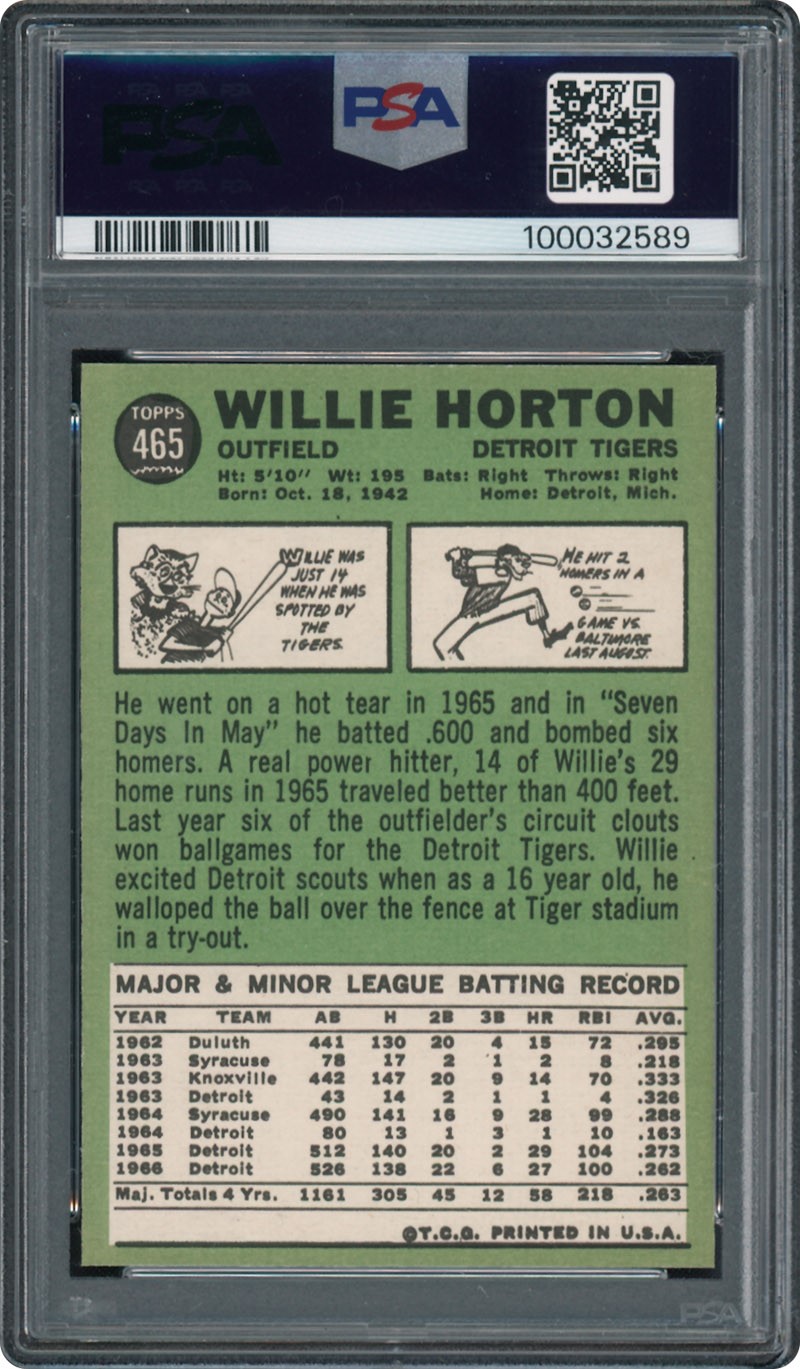 PSA
PSA
100032589
TOPPS
465
WILLIE HORTON
OUTFIELD DETROIT TIGERS
Ht: 5'10" Wt: 195 Bats: Right Throws: Right
Born: Oct. 18, 1942 Home: Detroit, Mich.
WILLIE WAS
JUST 14
WHEN HE WAS
SPOTTED BY
THE
TIGERS.
HE HIT 2
HOMERS IN A
GAME VS.
BALTIMORE
LAST AUGUST.
He went on a hot tear in 1965 and in "Seven
Days In May" he batted .600 and bombed six
homers. A real power hitter, 14 of Willie's 29
home runs in 1965 traveled better than 400 feet.
Last year six of the outfielder's circuit clouts
won ballgames for the Detroit Tigers. Willie
excited Detroit scouts when as a 16 year old, he
walloped the ball over the fence at Tiger stadium
in a try-out.
MAJOR & MINOR LEAGUE BATTING RECORD
YEAR TEAM AB H 2B 3B HR RBI AVG.
1962 Duluth 441 130 20 4 15 72 .295
1963 Syracuse 78 17 2 1 2 8 .218
1963 Knoxville 442 147 20 9 14 70 .333
1963 Detroit 43 14 2 1 1 4 .326
1964 Syracuse 490 141 16 9 28 99 .288
1964 Detroit 80 13 1 3 1 10 .163
1965 Detroit 512 140 20 2 29 104 .273
1966 Detroit 526 138 22 6 27 100 .262
Maj. Totals 4 Yrs. 1161 305 45 12 58 218 .263
©T.C.G. PRINTED IN U.S.A.
PSA